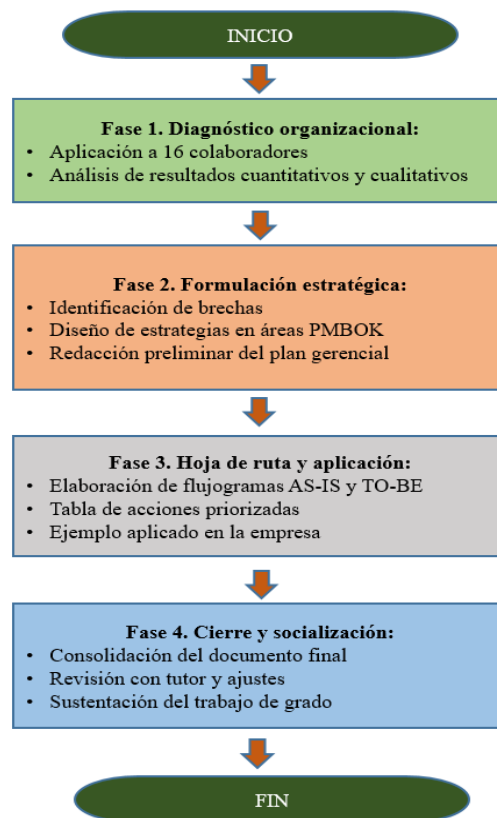 INICIO
Fase 1. Diagnóstico organizacional:
• Aplicación a 16 colaboradores
• Análisis de resultados cuantitativos y cualitativos
Fase 2. Formulación estratégica:
• Identificación de brechas
• Diseño de estrategias en áreas PMBOK
• Redacción preliminar del plan gerencial
Fase 3. Hoja de ruta y aplicación:
• Elaboración de flujogramas AS-IS y TO-BE
• Tabla de acciones priorizadas
• Ejemplo aplicado en la empresa
Fase 4. Cierre y socialización:
• Consolidación del documento final
• Revisión con tutor y ajustes
• Sustentación del trabajo de grado
FIN